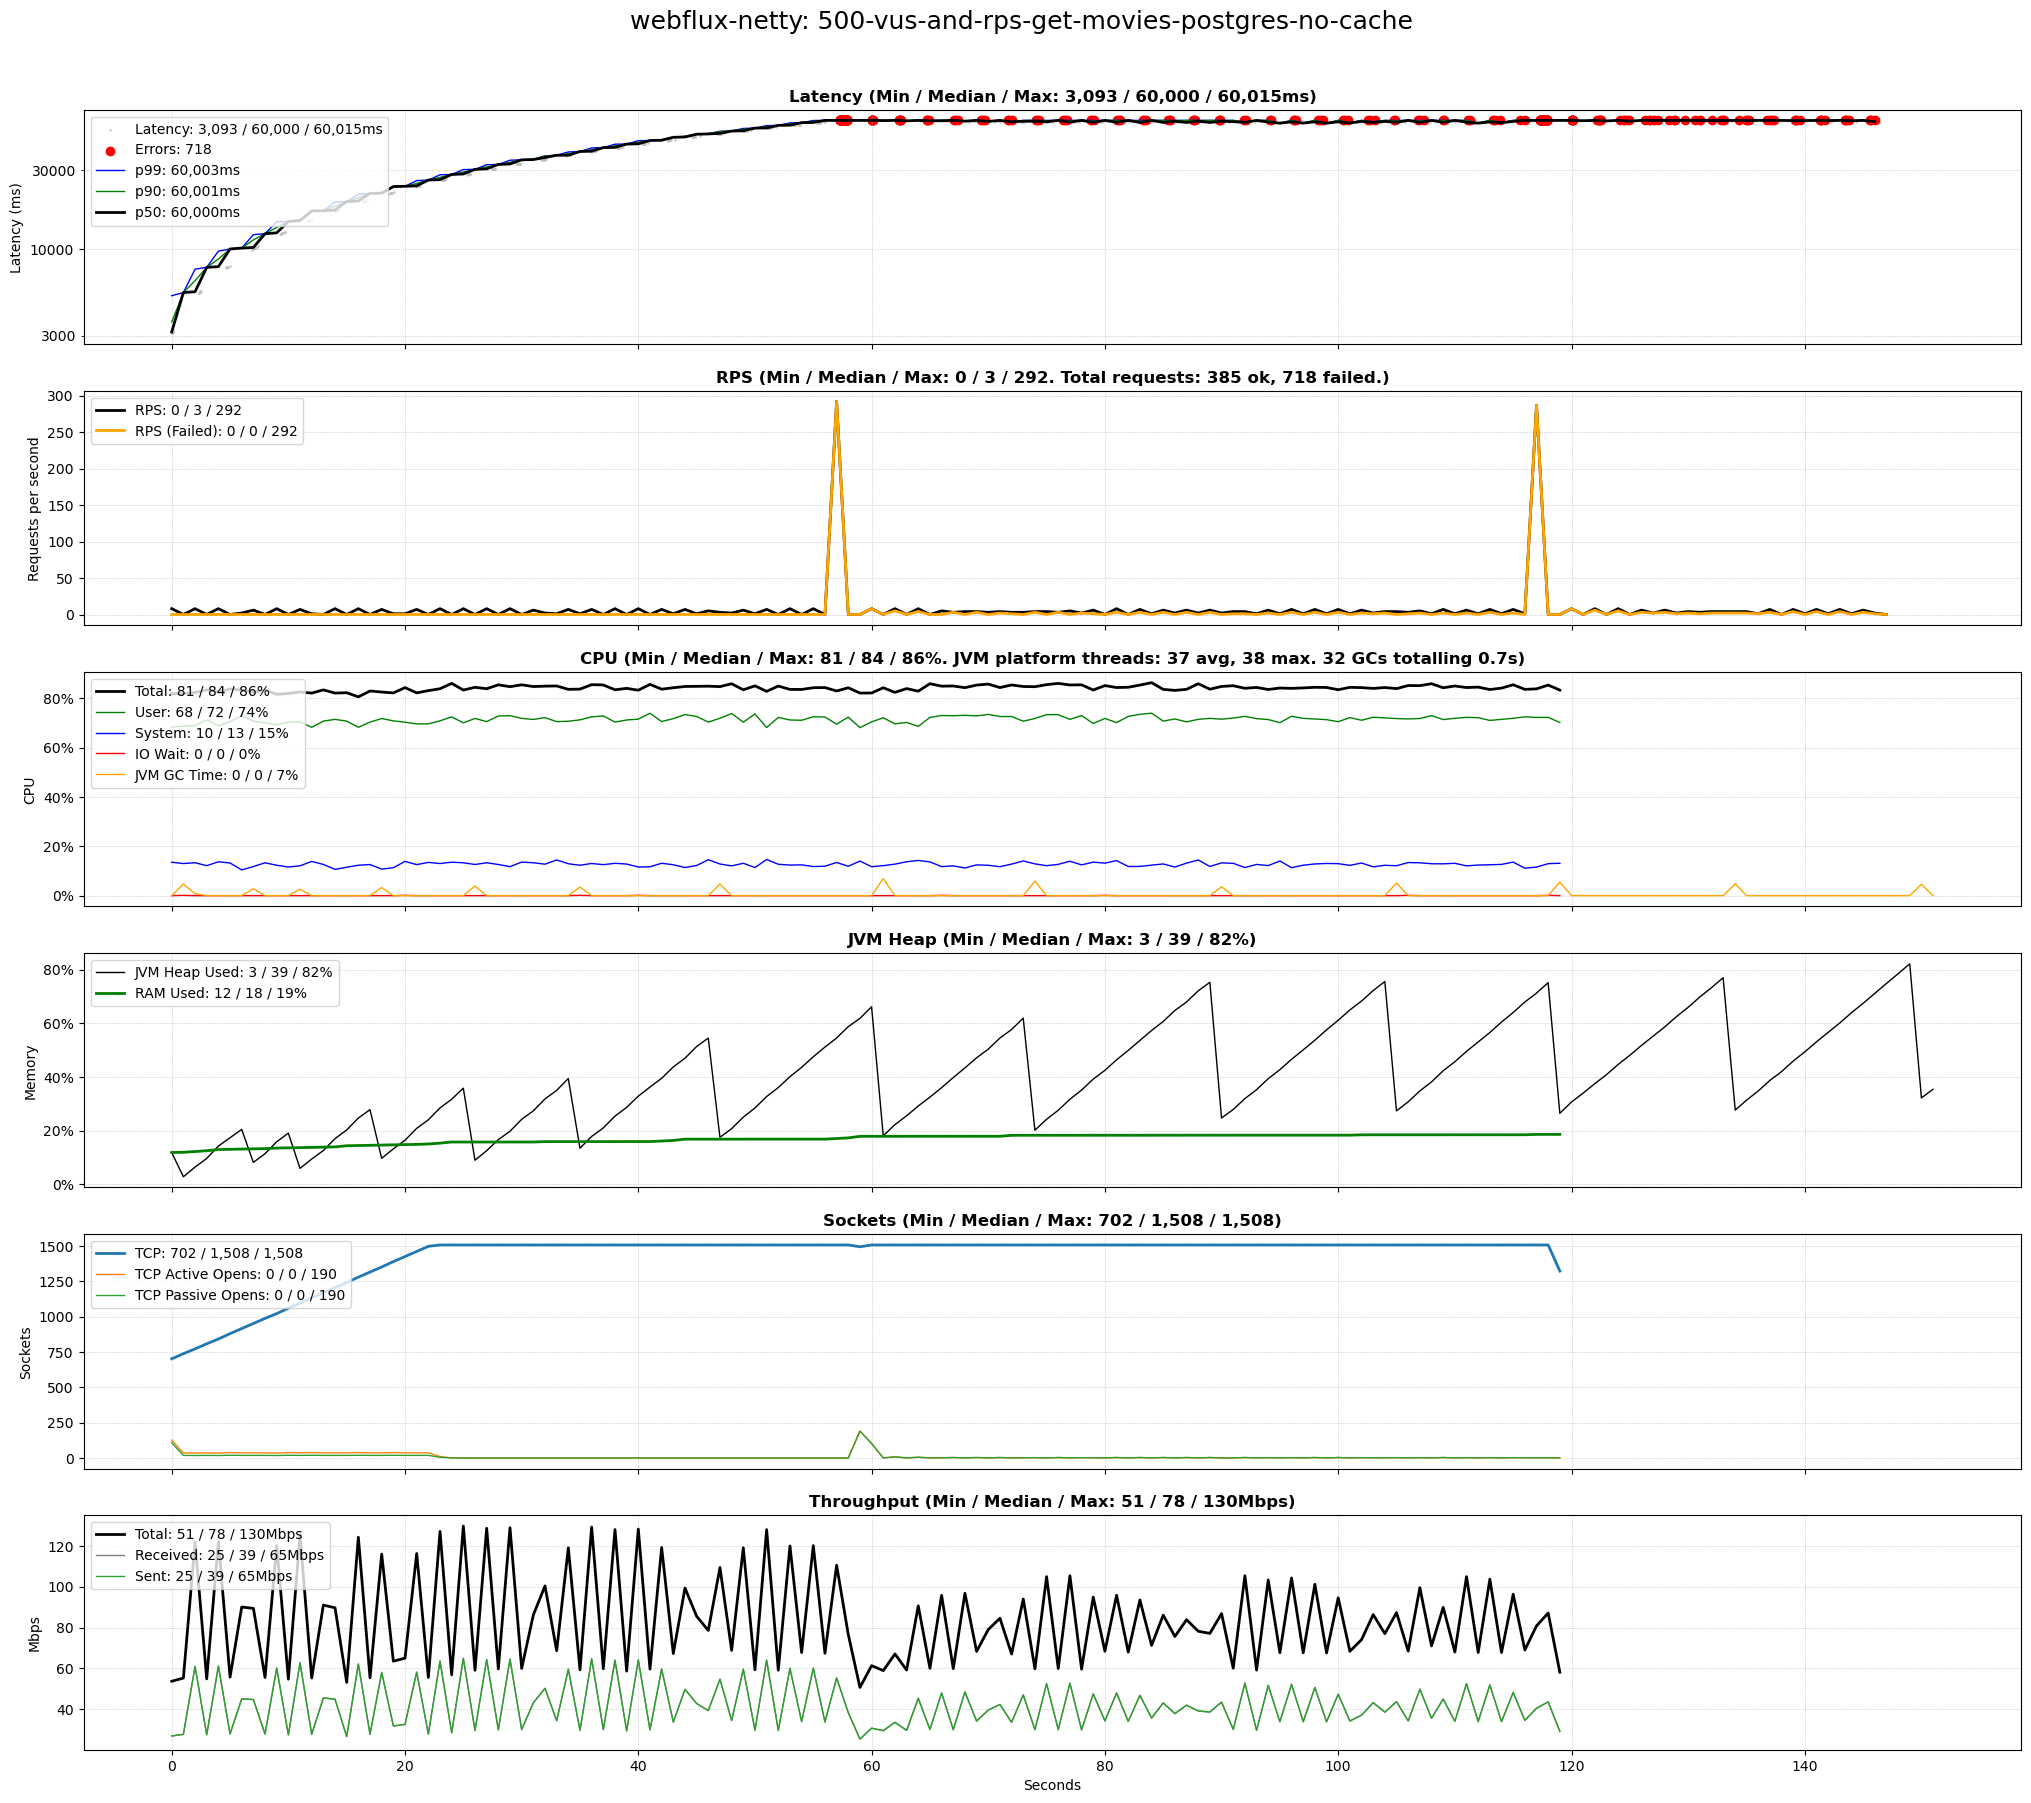 webflux-netty: 500-vus-and-rps-get-movies-postgres-no-cache
Latency (Min / Median / Max: 3,093 / 60,000 / 60,015ms)
Latency: 3,093 / 60,000 / 60,015ms
Errors: 718
p99: 60,003ms
p90: 60,001ms
p50: 60,000ms
Latency (ms)
30000
10000
3000
RPS (Min / Median / Max: 0 / 3 / 292. Total requests: 385 ok, 718 failed.)
RPS: 0 / 3 / 292
RPS (Failed): 0 / 0 / 292
Requests per second
300
250
200
150
100
50
0
CPU (Min / Median / Max: 81 / 84 / 86%. JVM platform threads: 37 avg, 38 max. 32 GCs totalling 0.7s)
Total: 81 / 84 / 86%
User: 68 / 72 / 74%
System: 10 / 13 / 15%
IO Wait: 0 / 0 / 0%
JVM GC Time: 0 / 0 / 7%
CPU
80%
60%
40%
20%
0%
JVM Heap (Min / Median / Max: 3 / 39 / 82%)
JVM Heap Used: 3 / 39 / 82%
RAM Used: 12 / 18 / 19%
Memory
80%
60%
40%
20%
0%
Sockets (Min / Median / Max: 702 / 1,508 / 1,508)
TCP: 702 / 1,508 / 1,508
TCP Active Opens: 0 / 0 / 190
TCP Passive Opens: 0 / 0 / 190
Sockets
1500
1250
1000
750
500
250
0
Throughput (Min / Median / Max: 51 / 78 / 130Mbps)
Total: 51 / 78 / 130Mbps
Received: 25 / 39 / 65Mbps
Sent: 25 / 39 / 65Mbps
Mbps
120
100
80
60
40
0 20 40 60 80 100 120 140
Seconds